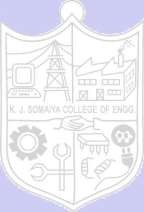 K. J. SOMAIYA COLLEGE OF ENGG.